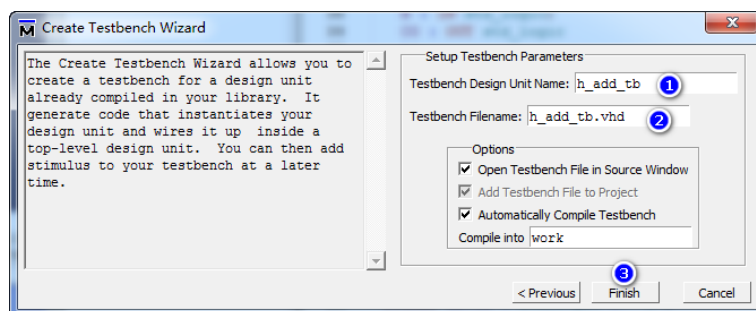 Create Testbench Wizard
The Create Testbench Wizard allows you to
create a testbench for a design unit
already compiled in your library. It
generate code that instantiates your
design unit and wires it up inside a
top-level design unit. You can then add
stimulus to your testbench at a later
time.
Setup Testbench Parameters
Testbench Design Unit Name: h_add_tb 1
Testbench Filename: h_add_tb.vhd 2
Options
Open Testbench File in Source Window
Add Testbench File to Project
Automatically Compile Testbench
Compile into work
3
< Previous Finish Cancel